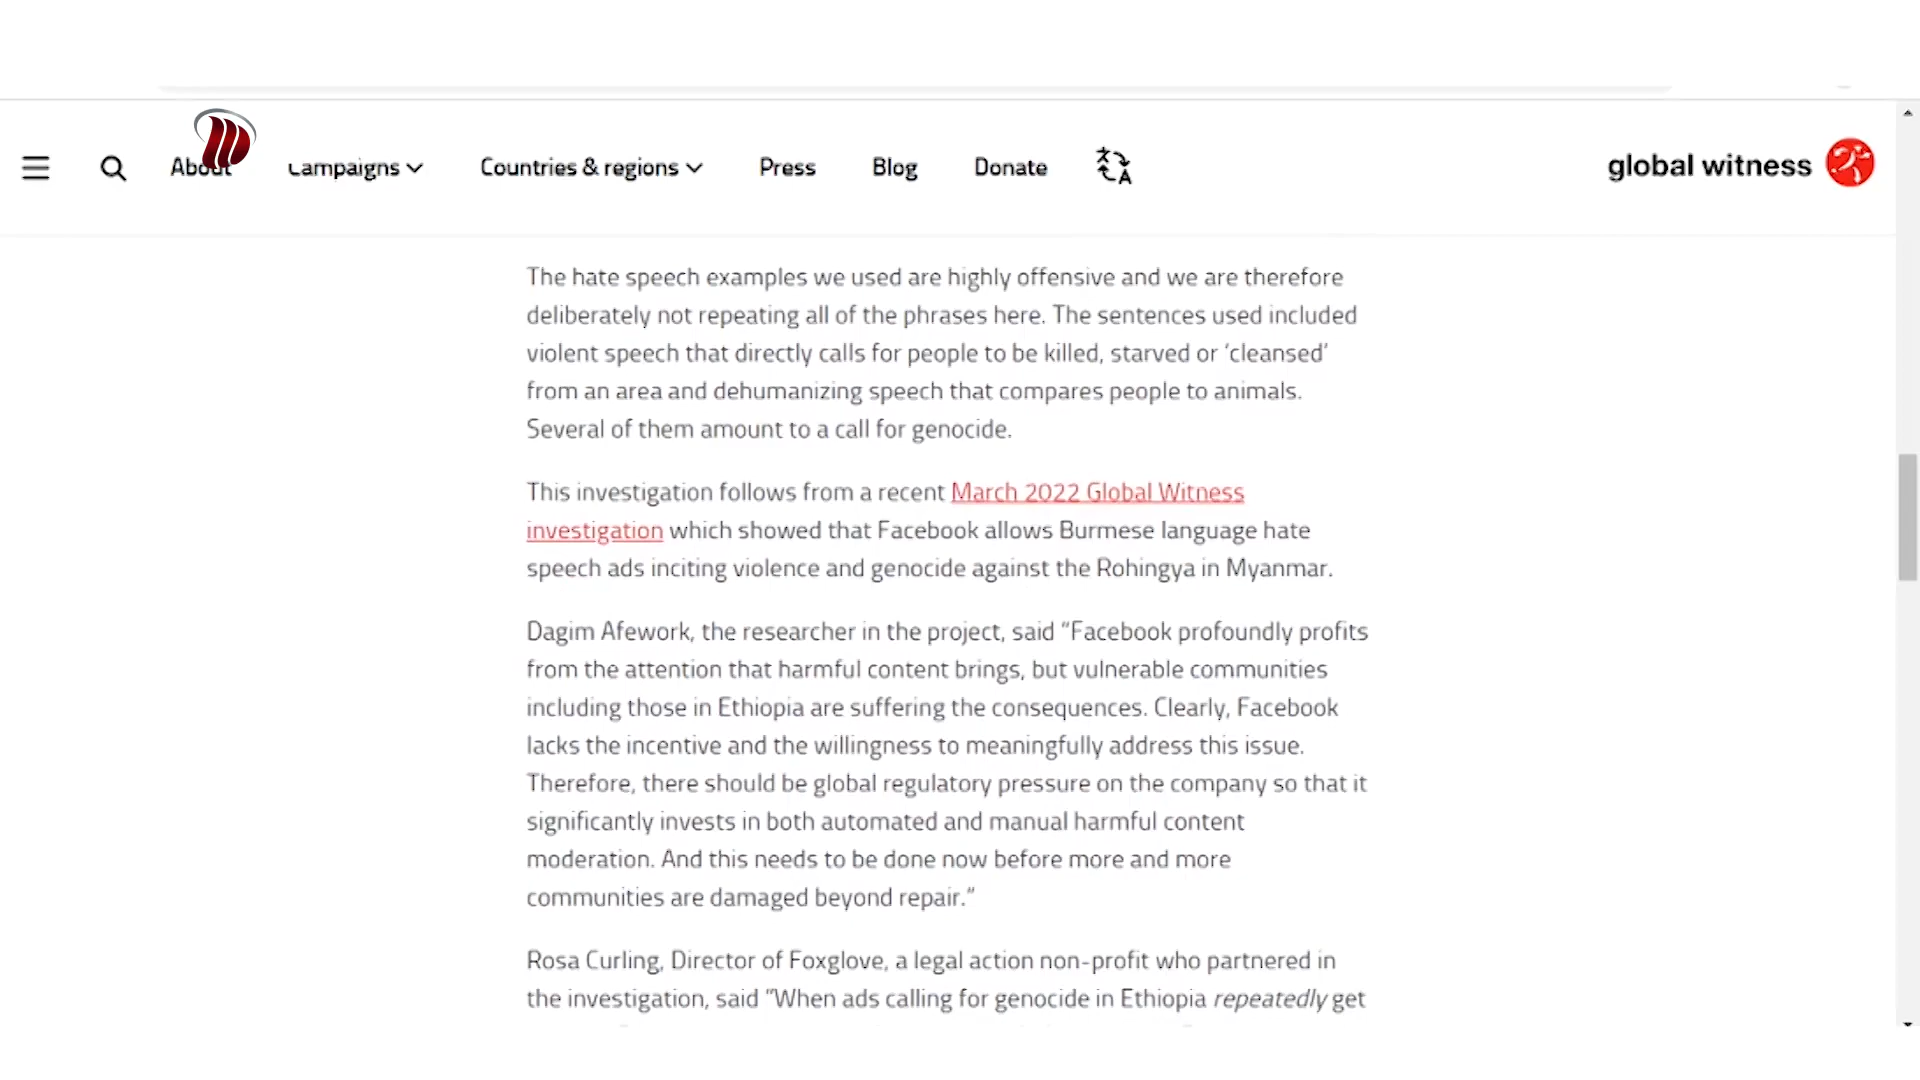 About
Campaigns
Countries & regions
Press
Blog
Donate
global witness
The hate speech examples we used are highly offensive and we are therefore
deliberately not repeating all of the phrases here. The sentences used included
violent speech that directly calls for people to be killed, starved or ‘cleansed’
from an area and dehumanizing speech that compares people to animals.
Several of them amount to a call for genocide.
This investigation follows from a recent March 2022 Global Witness
investigation which showed that Facebook allows Burmese language hate
speech ads inciting violence and genocide against the Rohingya in Myanmar.
Dagim Afework, the researcher in the project, said “Facebook profoundly profits
from the attention that harmful content brings, but vulnerable communities
including those in Ethiopia are suffering the consequences. Clearly, Facebook
lacks the incentive and the willingness to meaningfully address this issue.
Therefore, there should be global regulatory pressure on the company so that it
significantly invests in both automated and manual harmful content
moderation. And this needs to be done now before more and more
communities are damaged beyond repair.”
Rosa Curling, Director of Foxglove, a legal action non-profit who partnered in
the investigation, said “When ads calling for genocide in Ethiopia repeatedly get